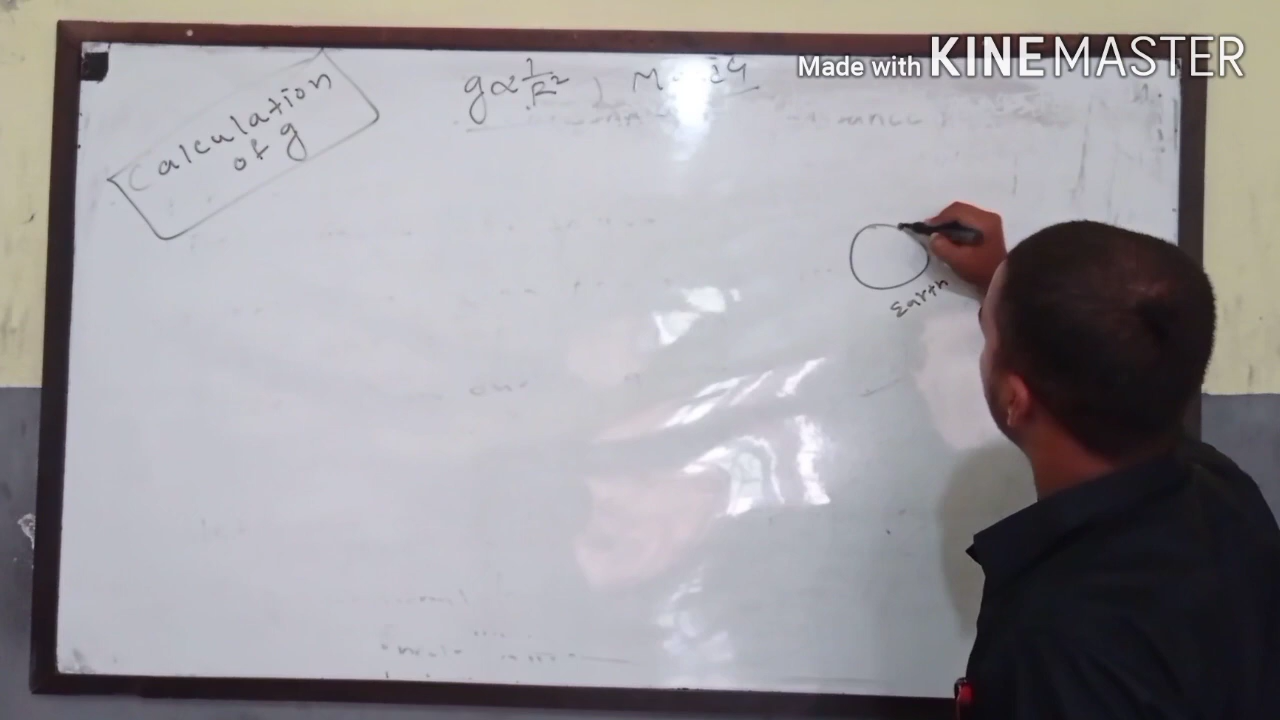 Made with KINEMASTER
Calculation
of g
g∝1/R²
Earth